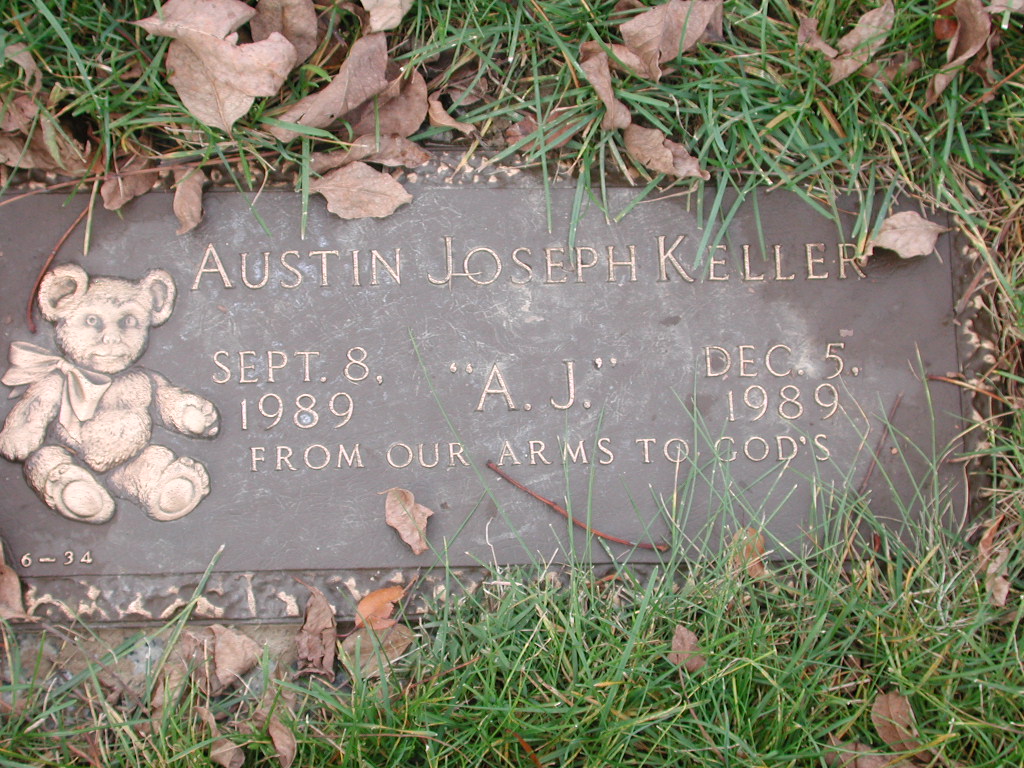 AUSTIN JOSEPH KELLER
SEPT. 8, "A. J." DEC. 5,
1989 1989
FROM OUR ARMS TO GOD'S
6-34